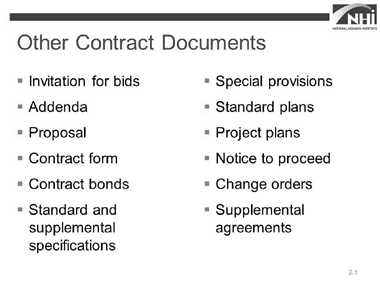 NHI
NATIONAL HIGHWAY INSTITUTE
Other Contract Documents
▪ Invitation for bids
▪ Addenda
▪ Proposal
▪ Contract form
▪ Contract bonds
▪ Standard and
supplemental
specifications
▪ Special provisions
▪ Standard plans
▪ Project plans
▪ Notice to proceed
▪ Change orders
▪ Supplemental
agreements
2-1